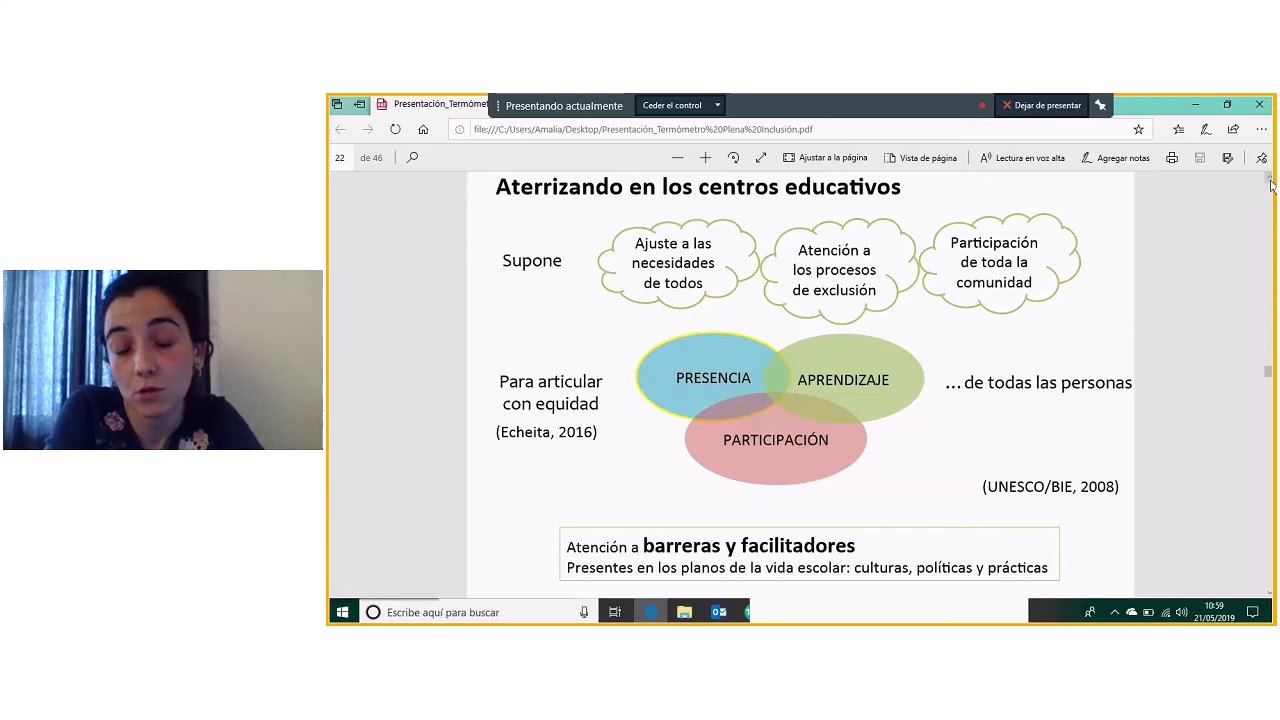 Presentación_Termómet
Presentando actualmente
Ceder el control
Dejar de presentar
file:///C:/Users/Amalia/Desktop/Presentación_Termómetro%20Plena%20Inclusión.pdf
22 de 46
Ajustar a la página
Vista de página
Lectura en voz alta
Agregar notas
Aterrizando en los centros educativos
Supone
Ajuste a las
necesidades
de todos
Atención a
los procesos
de exclusión
Participación
de toda la
comunidad
Para articular
con equidad
(Echeita, 2016)
PRESENCIA
APRENDIZAJE
PARTICIPACIÓN
...de todas las personas
(UNESCO/BIE, 2008)
Atención a barreras y facilitadores
Presentes en los planos de la vida escolar: culturas, políticas y prácticas
Escribe aquí para buscar
10:59
21/05/2019